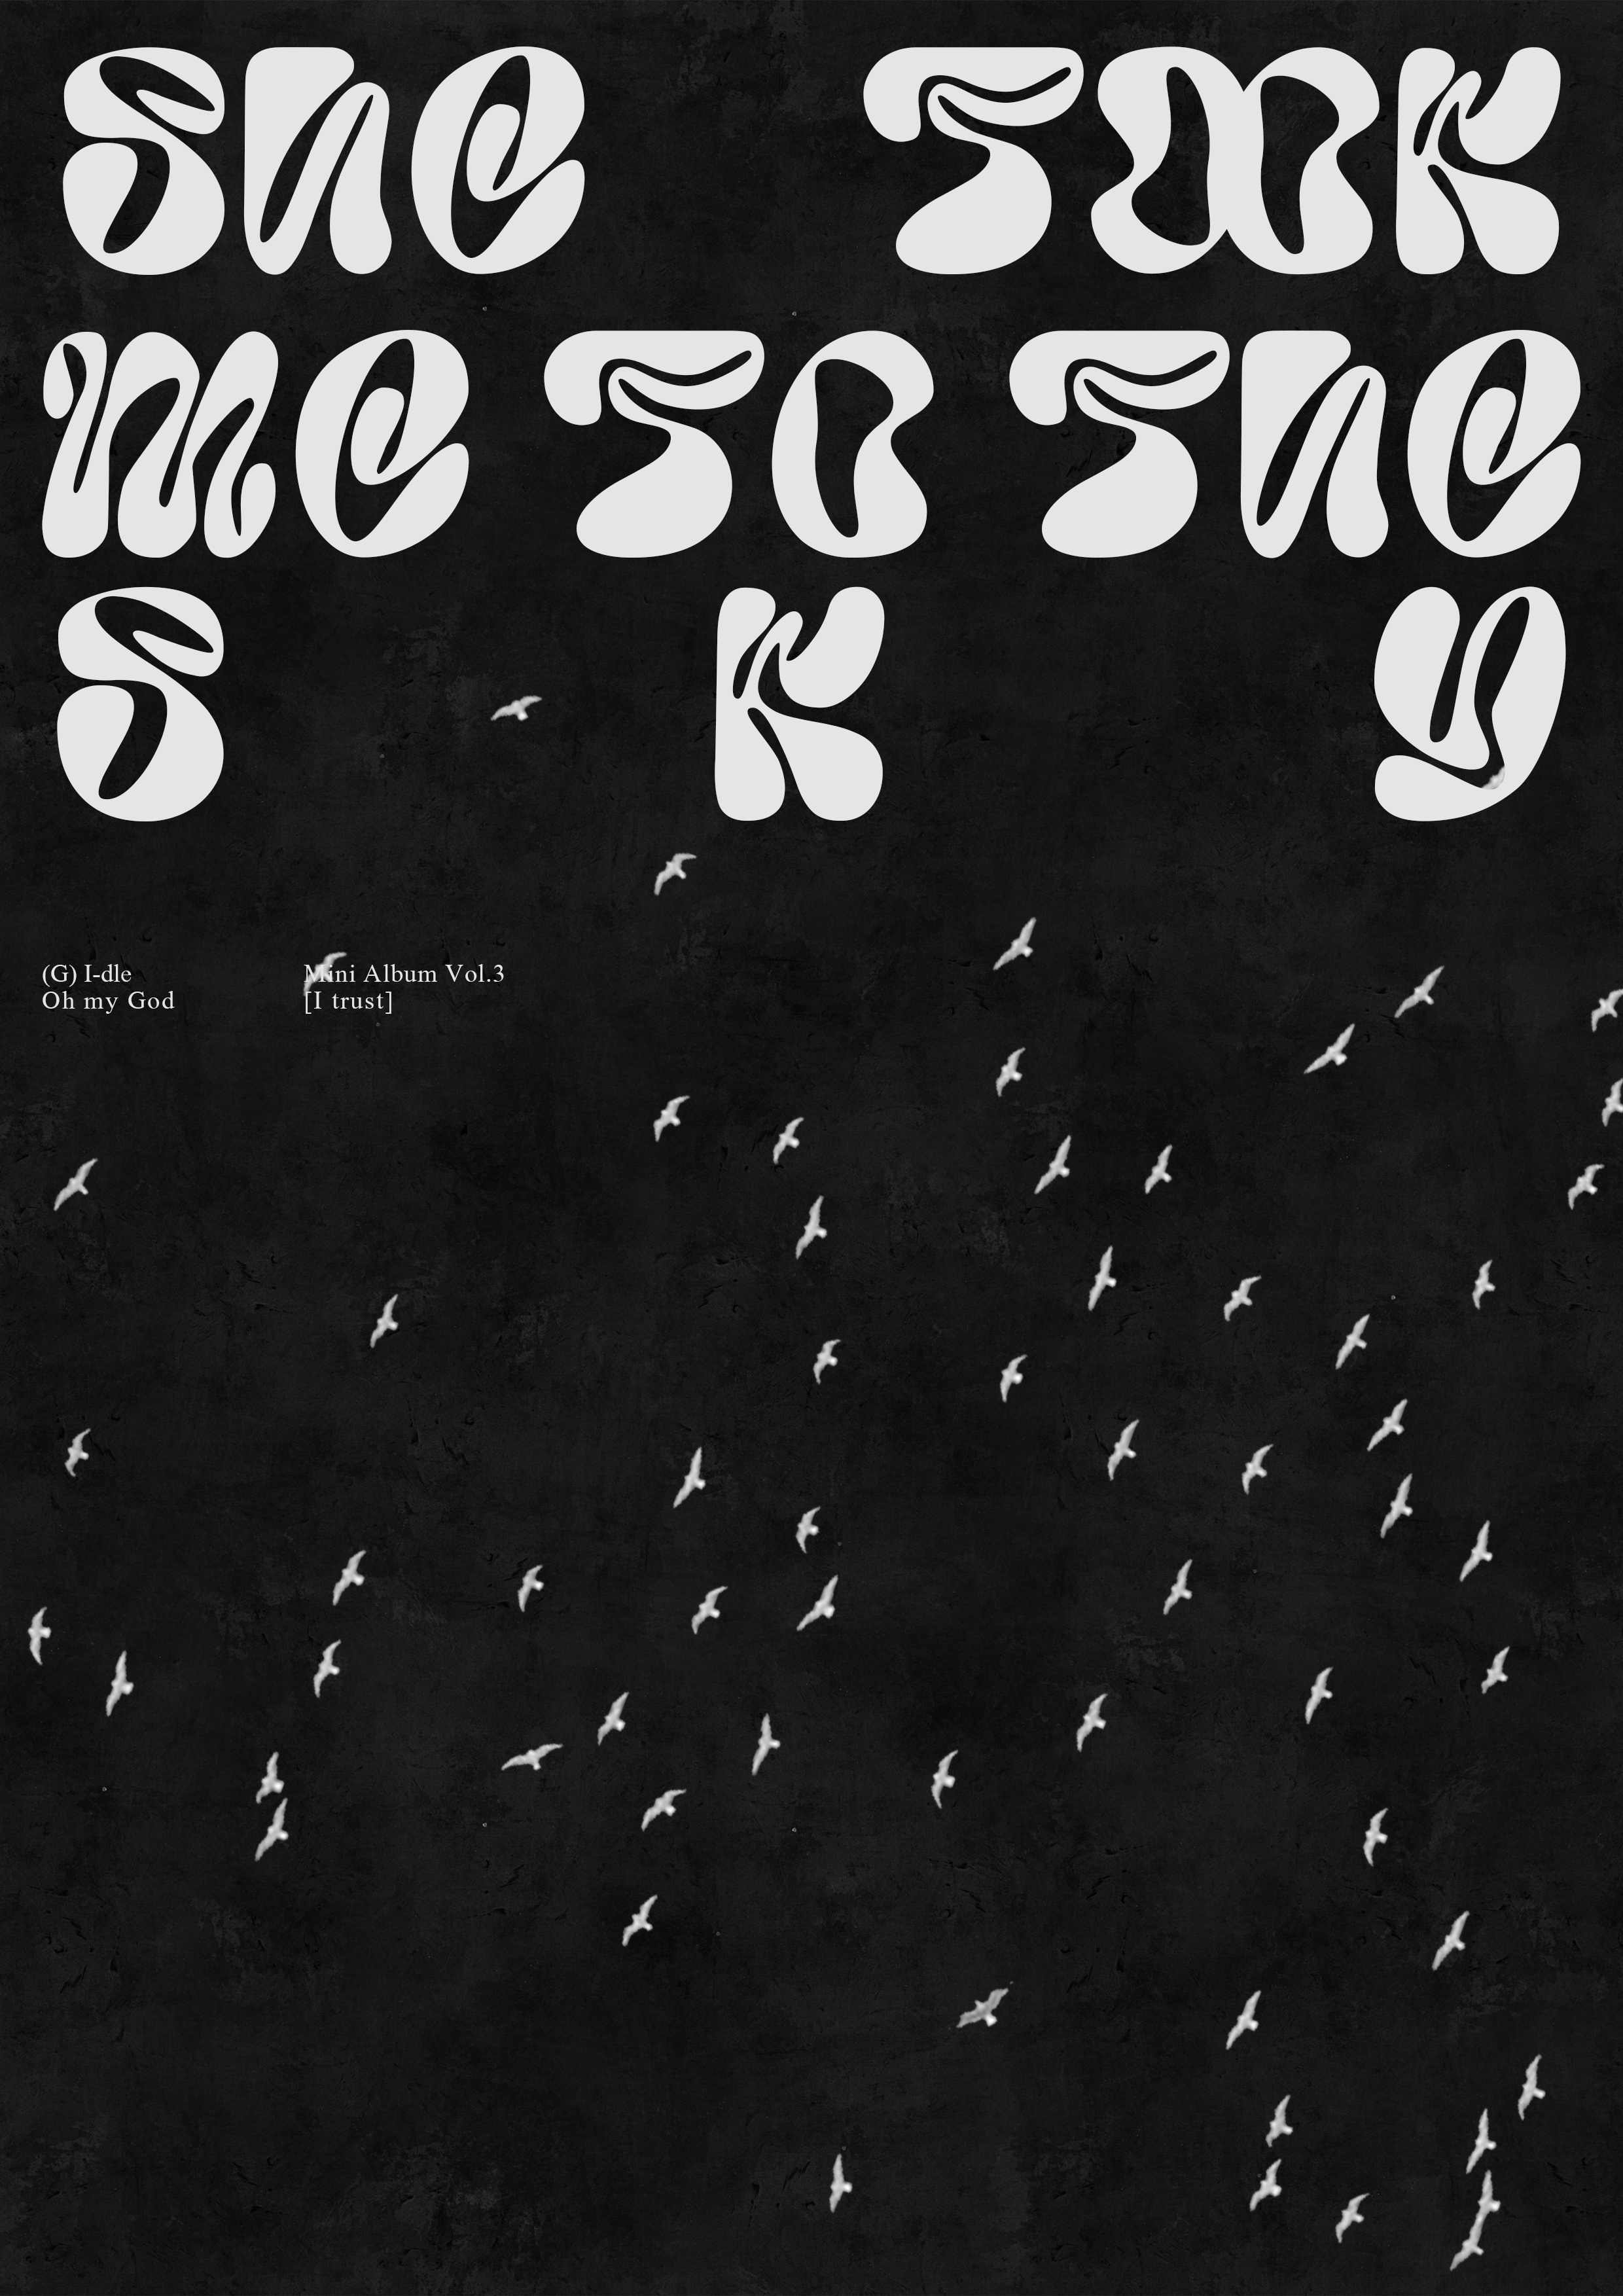 She TOOK
me TO The
S K y
(G) I-dle Mini Album Vol.3
Oh my God [I trust]